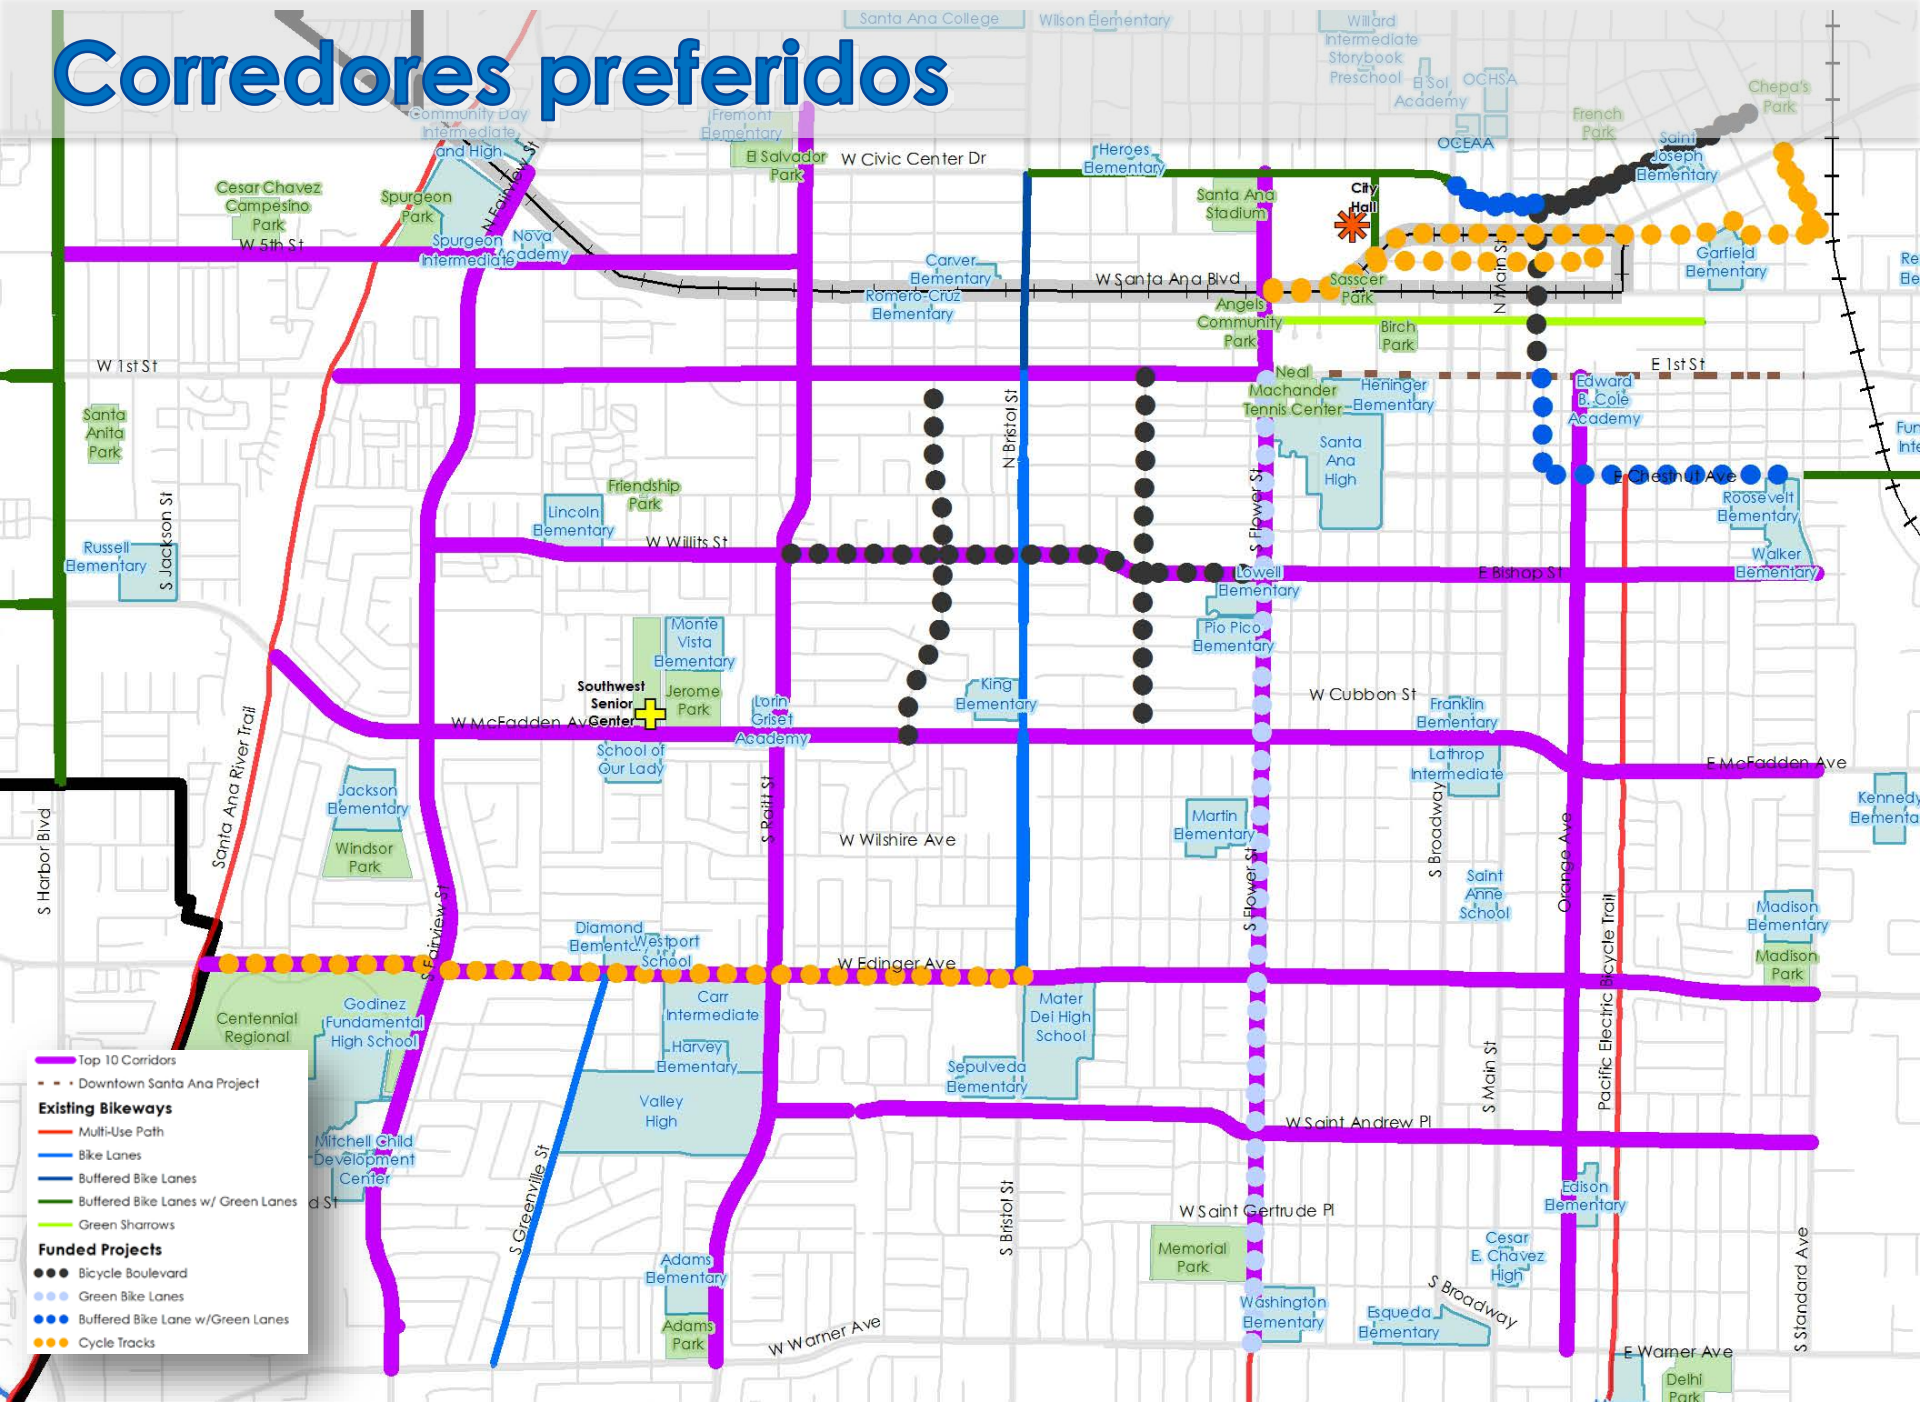 Corredores preferidos
Santa Ana College
Wilson Elementary
Willard
Intermediate
Storybook
Preschool
El Sol
Academy
OCHSA
Chepa's
Park
French
Park
Community Day
Intermediate
and High
Fremont
Elementary
El Salvador
Park
W Civic Center Dr
Heroes
Elementary
OCEAA
Saint
Joseph
Elementary
Cesar Chavez
Campesino
Park
Spurgeon
Park
N Fairview St
Santa Ana
Stadium
City
Hall
W 5th St
Spurgeon
Intermediate
Nova
Academy
Carver
Elementary
W Santa Ana Blvd
Sasscer
Park
N Main St
Garfield
Elementary
Romero-Cruz
Elementary
Angels
Community
Park
Birch
Park
W 1st St
E 1st St
Neal
Machander
Tennis Center
Heninger
Elementary
Edward
B. Cole
Academy
Santa
Anita
Park
N Bristol St
Santa
Ana
High
S Flower St
E Chestnut Ave
Roosevelt
Elementary
Walker
Elementary
Friendship
Park
Lincoln
Elementary
S Jackson St
Russell
Elementary
W Willits St
Lowell
Elementary
E Bishop St
Pio Pico
Elementary
Monte
Vista
Elementary
Southwest
Senior
Center
Jerome
Park
Lorin
Griset
Academy
King
Elementary
W Cubbon St
Franklin
Elementary
W McFadden Ave
School of
Our Lady
Lathrop
Intermediate
E McFadden Ave
Santa Ana River Trail
Jackson
Elementary
Windsor
Park
S Harbor Blvd
S Raitt St
W Wilshire Ave
Martin
Elementary
S Flower St
S Broadway
Orange Ave
Kennedy
Saint
Anne
School
Madison
Elementary
Madison
Park
S Fairview St
Diamond
Westport
School
W Edinger Ave
Pacific Electric Bicycle Trail
Centennial
Regional
Godinez
Fundamental
High School
Carr
Intermediate
Harvey
Elementary
Mater
Dei High
School
Sepulveda
Elementary
Valley
High
S Main St
W Saint Andrew Pl
Mitchell Child
Development
Center
d St
S Greenville St
S Bristol St
W Saint Gertrude Pl
Memorial
Park
Edison
Elementary
Cesar
E. Chavez
High
S Broadway
S Standard Ave
Adams
Elementary
Adams
Park
W Warner Ave
Washington
Elementary
Esqueda
Elementary
E Warner Ave
Delhi
Park
Top 10 Corridors
Downtown Santa Ana Project
Existing Bikeways
Multi-Use Path
Bike Lanes
Buffered Bike Lanes
Buffered Bike Lanes w/ Green Lanes
Green Sharrows
Funded Projects
Bicycle Boulevard
Green Bike Lanes
Buffered Bike Lane w/Green Lanes
Cycle Tracks